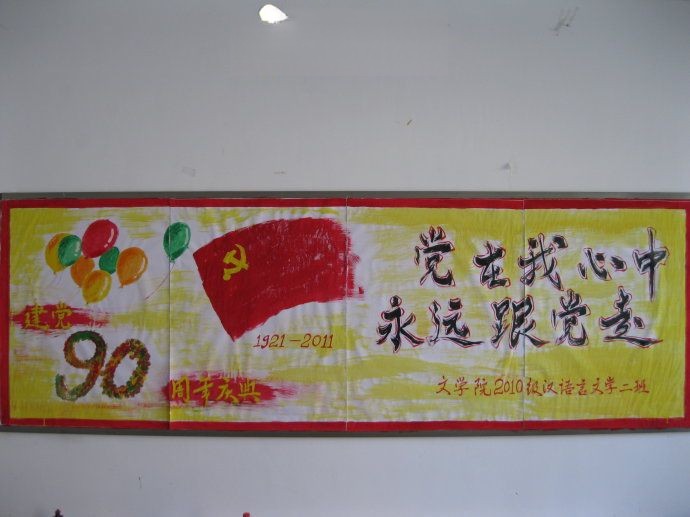 建党
90
周年庆典
1921-2011
党在我心中
永远跟党走
文学院2010级汉语言文学二班